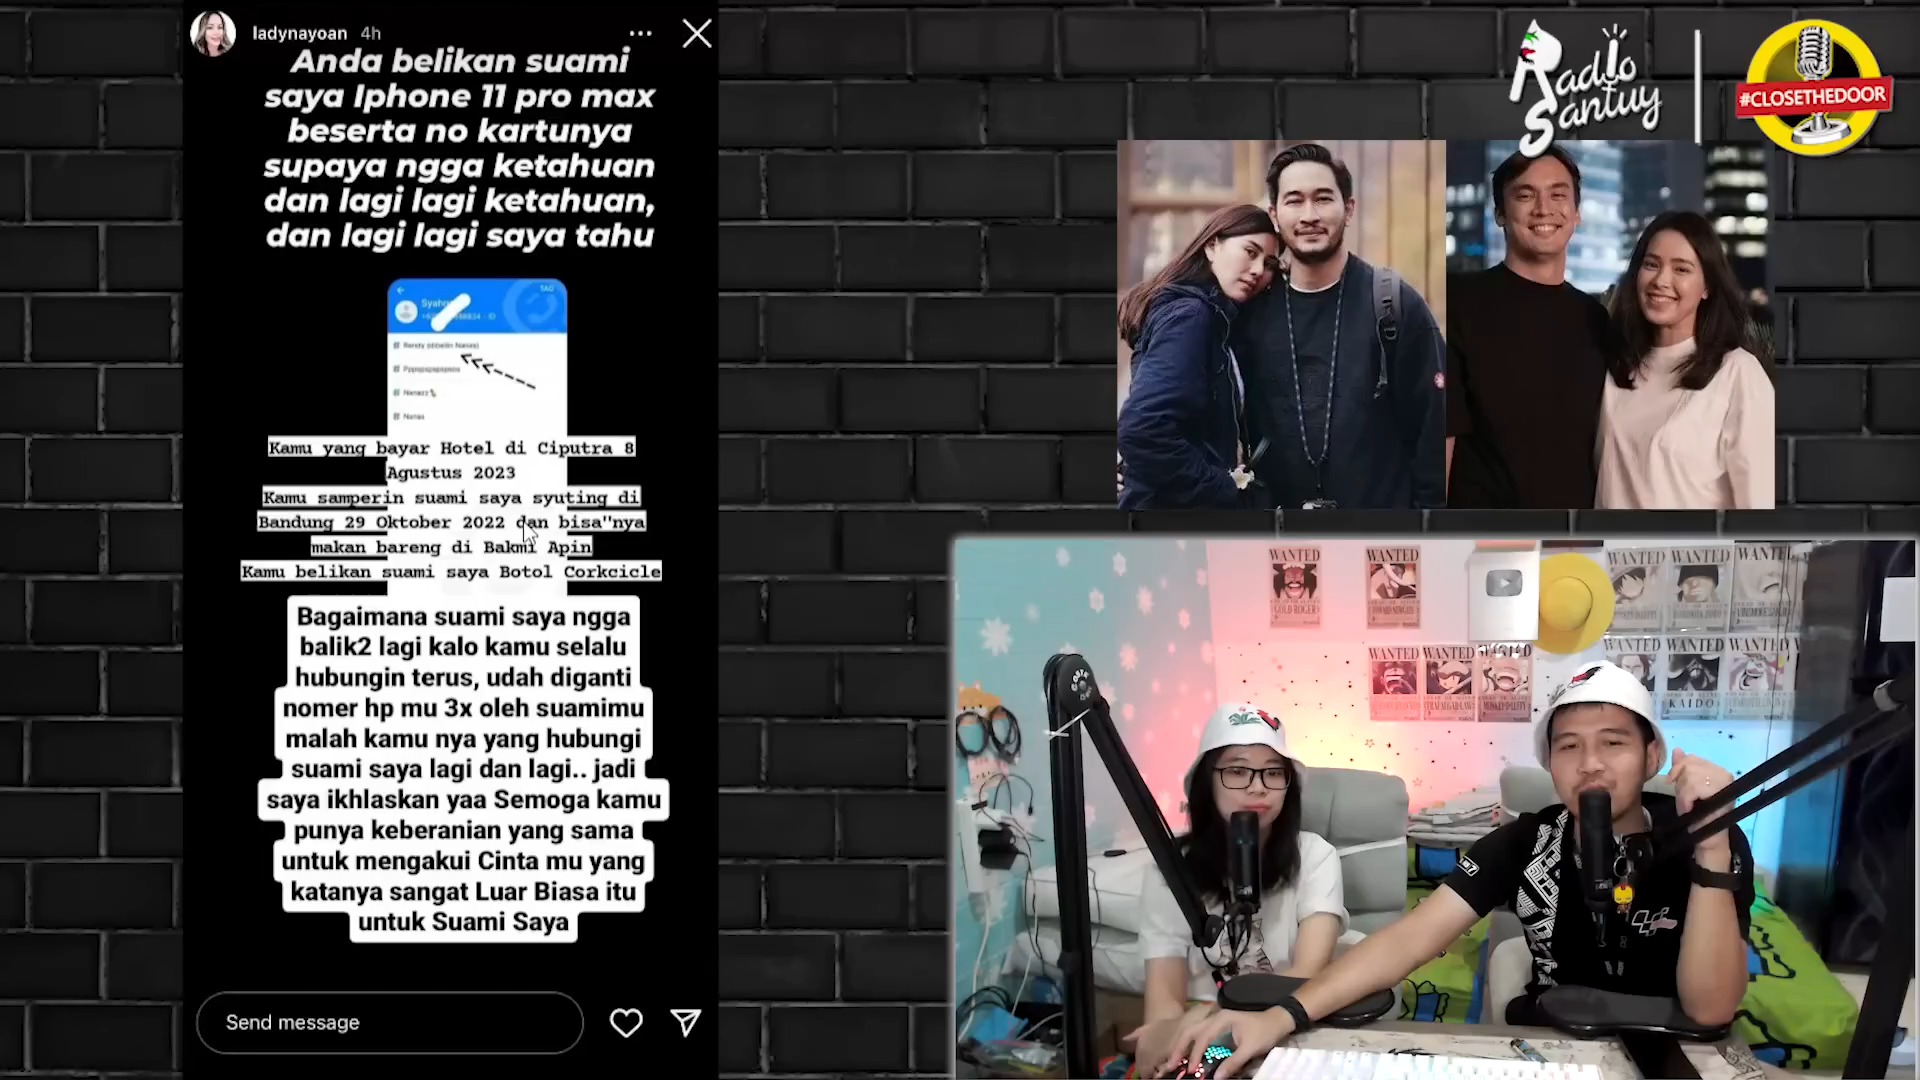 ladynayoan 4h
Anda belikan suami
saya Iphone 11 pro max
beserta no kartunya
supaya ngga ketahuan
dan lagi lagi ketahuan,
dan lagi lagi saya tahu
Kamu yang bayar Hotel di Ciputra 8
Agustus 2023
Kamu samperin suami saya syuting di
Bandung 29 Oktober 2022 dan bisa"nya
makan bareng di Bakmi Apin
Kamu belikan suami saya Botol Corkcicle
Bagaimana suami saya ngga
balik2 lagi kalo kamu selalu
hubungin terus, udah diganti
nomer hp mu 3x oleh suamimu
malah kamu nya yang hubungi
suami saya lagi dan lagi.. jadi
saya ikhlaskan yaa Semoga kamu
punya keberanian yang sama
untuk mengakui Cinta mu yang
katanya sangat Luar Biasa itu
untuk Suami Saya
Send message
Radio
Santuy
#CLOSETHEDOOR
WANTED
GOLD ROGER
WANTED
WANTED
WANTED
WANTED
WANTED
WANTED
WANTED
KAIDO